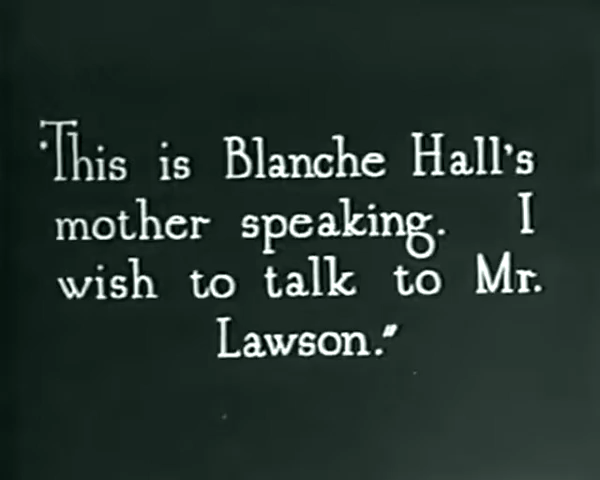 "This is Blanche Hall's
mother speaking. I
wish to talk to Mr.
Lawson."